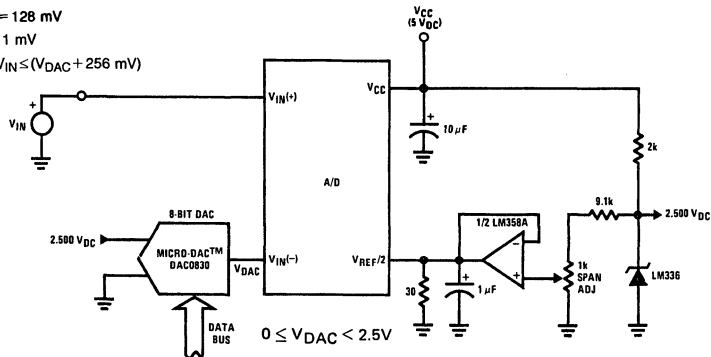 = 128 mV
1 mV
V_IN ≤ (V_DAC + 256 mV)
VCC
(5 VDC)
VIN(+)
VCC
+
VIN
+
10 µF
2k
A/D
8-BIT DAC
9.1k
2.500 VDC
1/2 LM358A
2.500 VDC
MICRO-DAC™
DAC0830
VDAC
VIN(−)
VREF/2
−
+
1k
SPAN
ADJ
LM336
30
+
1 µF
DATA
BUS
0 ≤ VDAC < 2.5V